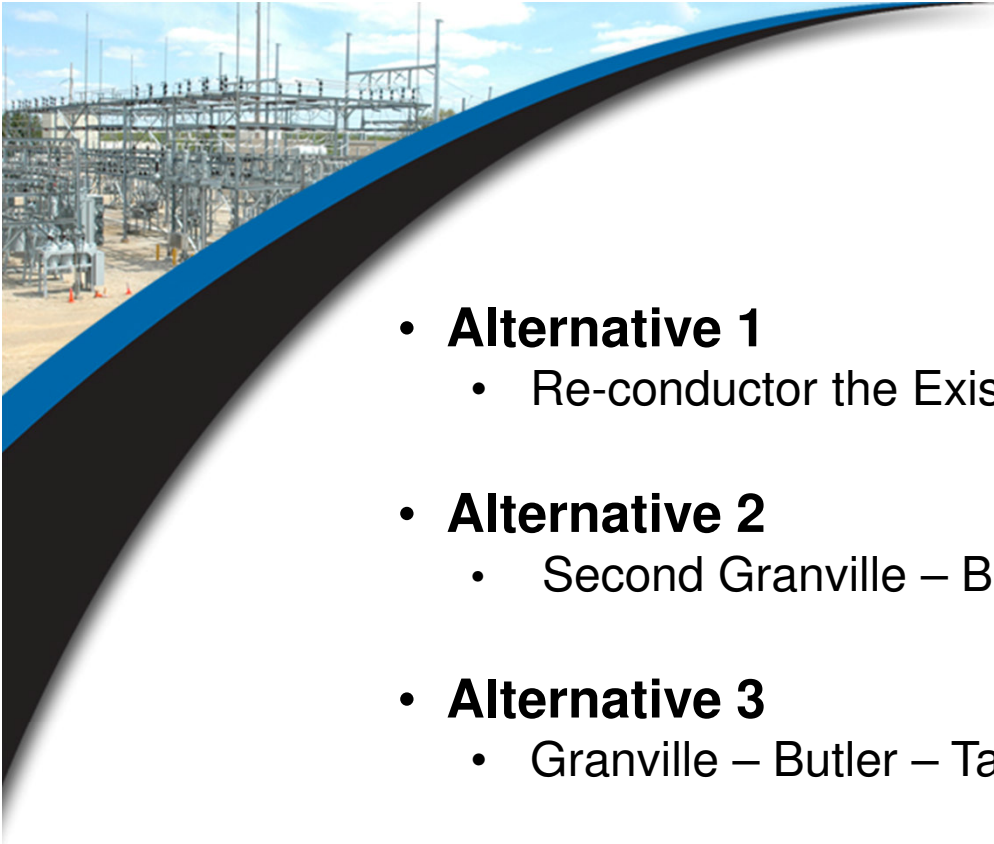 • Alternative 1
• Re-conductor the Exis
• Alternative 2
• Second Granville – B
• Alternative 3
• Granville – Butler – Ta